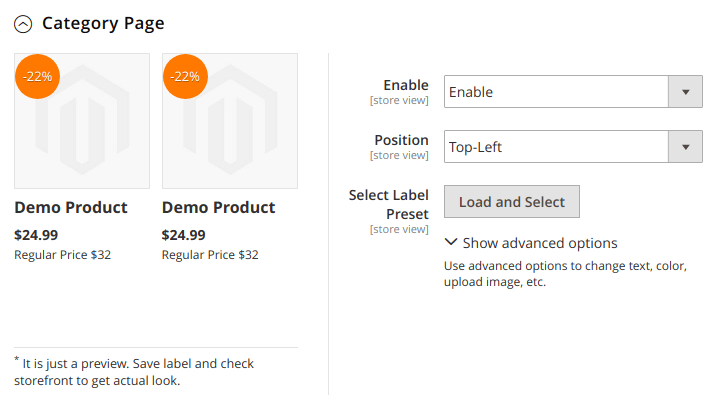 Category Page
-22%
-22%
Demo Product
Demo Product
$24.99
$24.99
Regular Price $32
Regular Price $32
* It is just a preview. Save label and check
storefront to get actual look.
Enable
[store view]
Enable
Position
[store view]
Top-Left
Select Label
Preset
[store view]
Load and Select
Show advanced options
Use advanced options to change text, color,
upload image, etc.